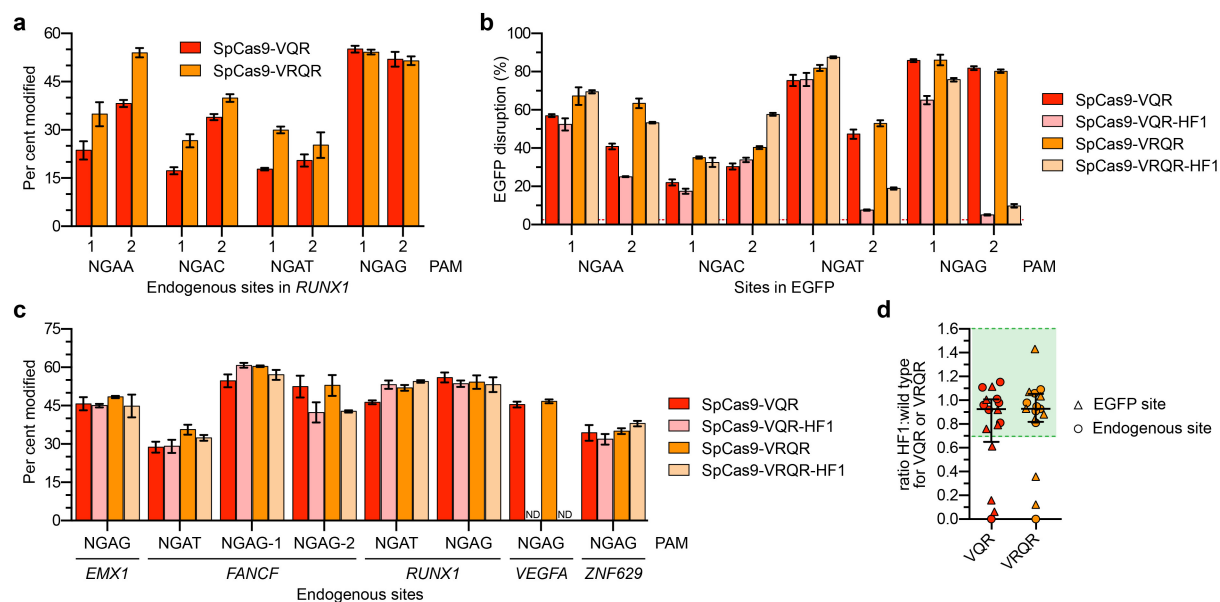 a
60
45
30
15
0
Per cent modified
SpCas9-VQR
SpCas9-VRQR
1 2 1 2 1 2 1 2
NGAA NGAC NGAT NGAG PAM
Endogenous sites in RUNX1
b
100
80
60
40
20
0
EGFP disruption (%)
SpCas9-VQR
SpCas9-VQR-HF1
SpCas9-VRQR
SpCas9-VRQR-HF1
1 2 1 2 1 2 1 2
NGAA NGAC NGAT NGAG PAM
Sites in EGFP
c
75
60
45
30
15
0
Per cent modified
ND ND
SpCas9-VQR
SpCas9-VQR-HF1
SpCas9-VRQR
SpCas9-VRQR-HF1
NGAG NGAT NGAG-1 NGAG-2 NGAT NGAG NGAG NGAG PAM
EMX1 FANCF RUNX1 VEGFA ZNF629
Endogenous sites
d
1.6
1.4
1.2
1.0
0.8
0.6
0.4
0.2
0.0
ratio HF1:wild type
for VQR or VRQR
VQR
VRQR
EGFP site
Endogenous site